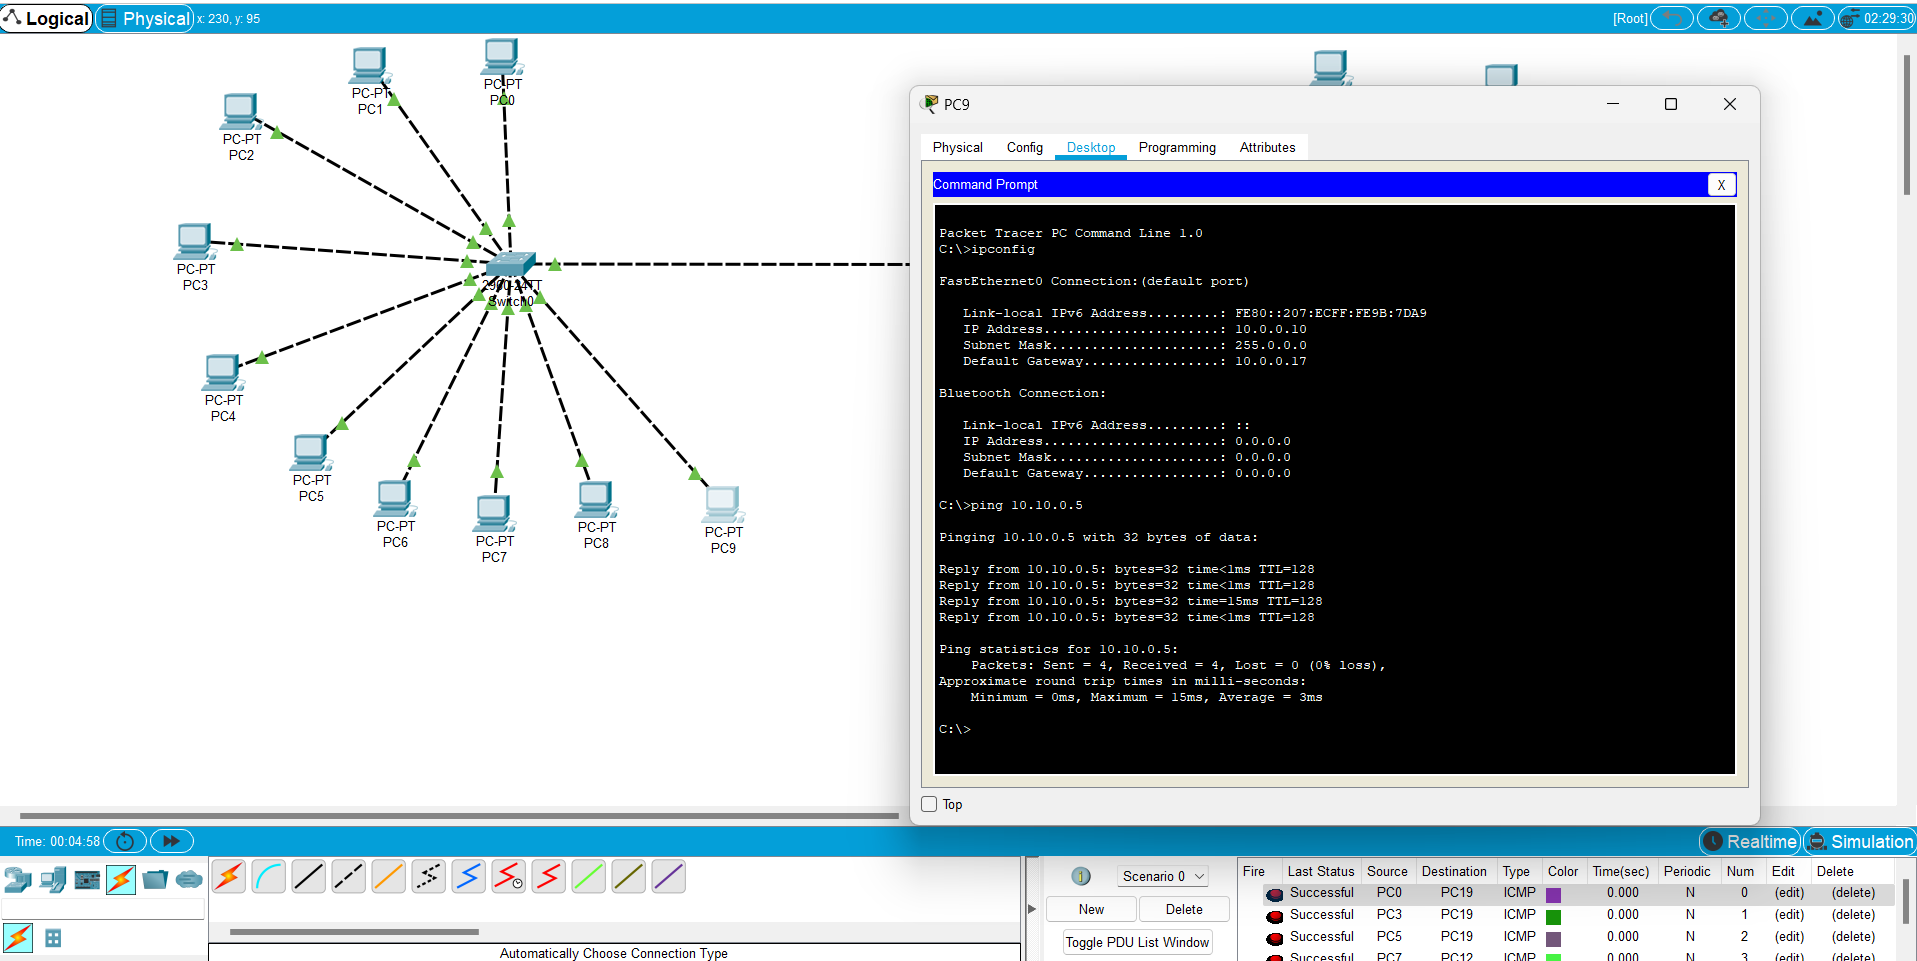 Logical Physical x: 230, y: 95 [Root] 02:29:30
PC-PT
PC0
PC-PT
PC1
PC-PT
PC2
PC-PT
PC3
PC-PT
PC4
PC-PT
PC5
PC-PT
PC6
PC-PT
PC7
PC-PT
PC8
PC-PT
PC9
2960-24TT
Switch0
PC9
Physical Config Desktop Programming Attributes
Command Prompt X
Packet Tracer PC Command Line 1.0
C:\>ipconfig
FastEthernet0 Connection:(default port)
Link-local IPv6 Address.........: FE80::207:ECFF:FE9B:7DA9
IP Address......................: 10.0.0.10
Subnet Mask.....................: 255.0.0.0
Default Gateway.................: 10.0.0.17
Bluetooth Connection:
Link-local IPv6 Address.........: ::
IP Address......................: 0.0.0.0
Subnet Mask.....................: 0.0.0.0
Default Gateway.................: 0.0.0.0
C:\>ping 10.10.0.5
Pinging 10.10.0.5 with 32 bytes of data:
Reply from 10.10.0.5: bytes=32 time<1ms TTL=128
Reply from 10.10.0.5: bytes=32 time<1ms TTL=128
Reply from 10.10.0.5: bytes=32 time=15ms TTL=128
Reply from 10.10.0.5: bytes=32 time<1ms TTL=128
Ping statistics for 10.10.0.5:
Packets: Sent = 4, Received = 4, Lost = 0 (0% loss),
Approximate round trip times in milli-seconds:
Minimum = 0ms, Maximum = 15ms, Average = 3ms
C:\>
Top
Time: 00:04:58 Realtime Simulation
Automatically Choose Connection Type
1 Scenario 0
New Delete
Toggle PDU List Window
Fire Last Status Source Destination Type Color Time(sec) Periodic Num Edit Delete
Successful PC0 PC19 ICMP 0.000 N 0 (edit) (delete)
Successful PC3 PC19 ICMP 0.000 N 1 (edit) (delete)
Successful PC5 PC19 ICMP 0.000 N 2 (edit) (delete)
Successful PC7 PC12 ICMP 0.000 N 3 (edit) (delete)